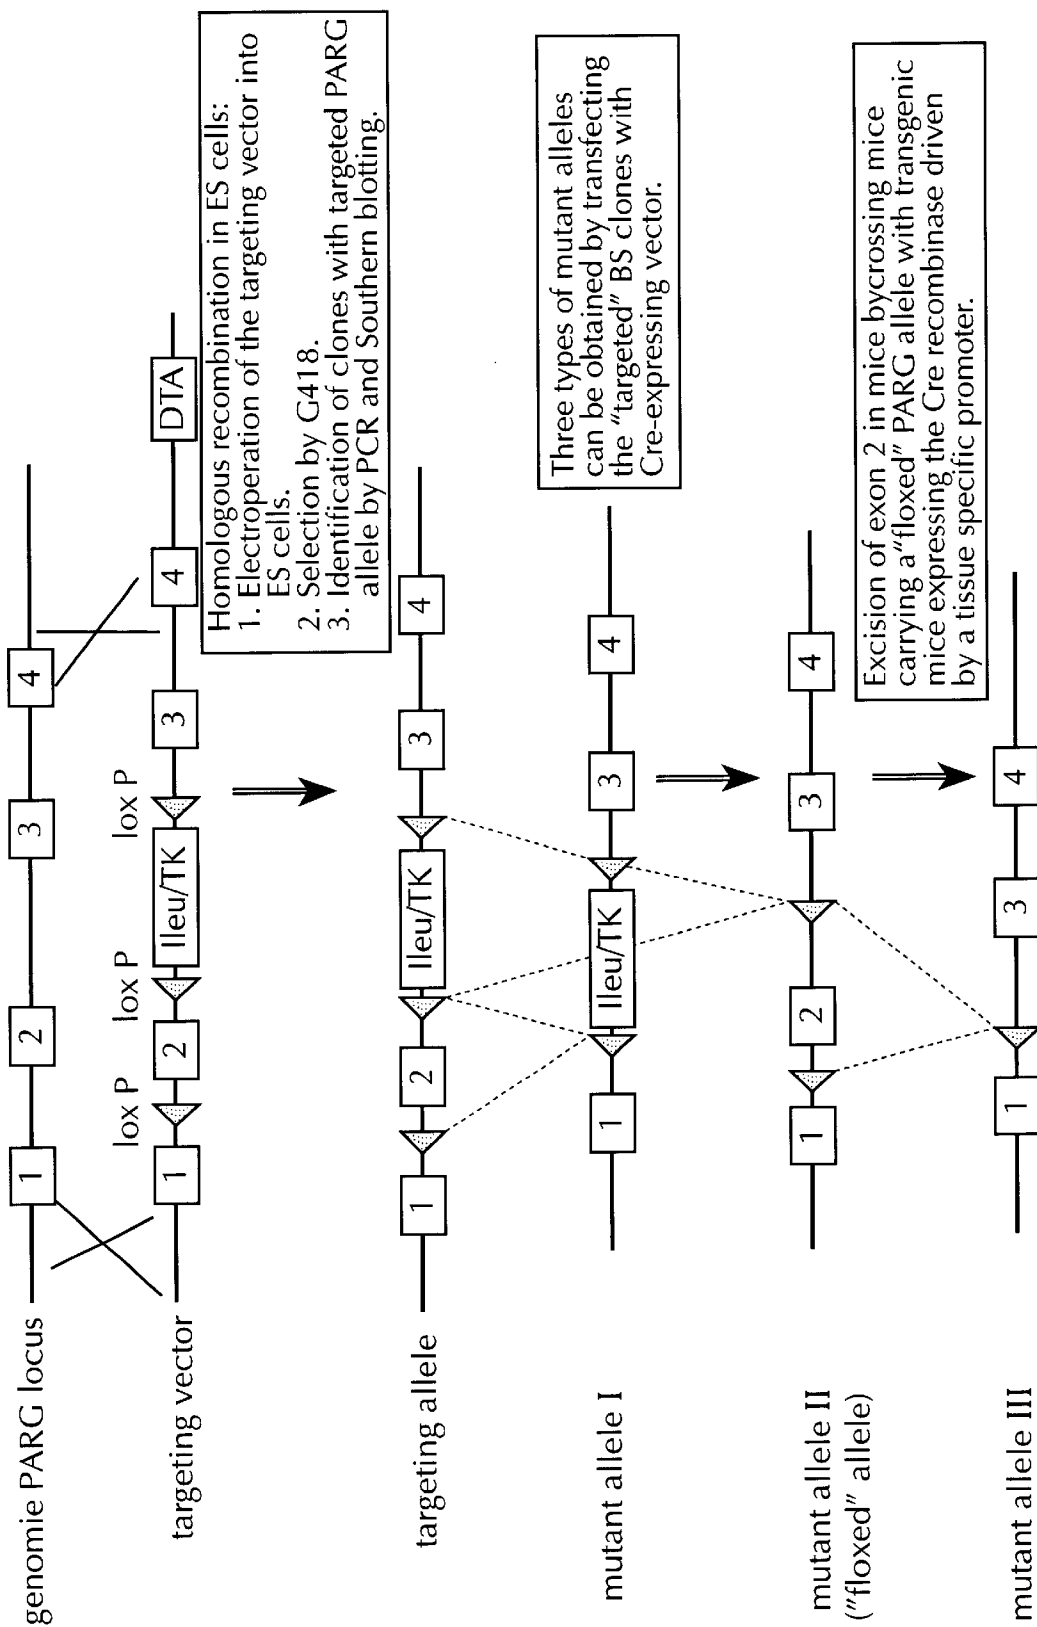 genomie PARG locus
1
2
3
4
lox P
lox P
lox P
targeting vector
1
2
Ileu/TK
3
4
DTA
Homologous recombination in ES cells:
1. Electroperation of the targeting vector into
ES cells.
2. Selection by G418.
3. Identification of clones with targeted PARG
allele by PCR and Southern blotting.
targeting allele
1
2
Ileu/TK
3
4
Three types of mutant alleles
can be obtained by transfecting
the "targeted" BS clones with
Cre-expressing vector.
mutant allele I
1
Ileu/TK
3
4
mutant allele II
("floxed" allele)
1
2
3
4
Excision of exon 2 in mice bycrossing mice
carrying a"floxed" PARG allele with transgenic
mice expressing the Cre recombinase driven
by a tissue specific promoter.
mutant allele III
1
3
4